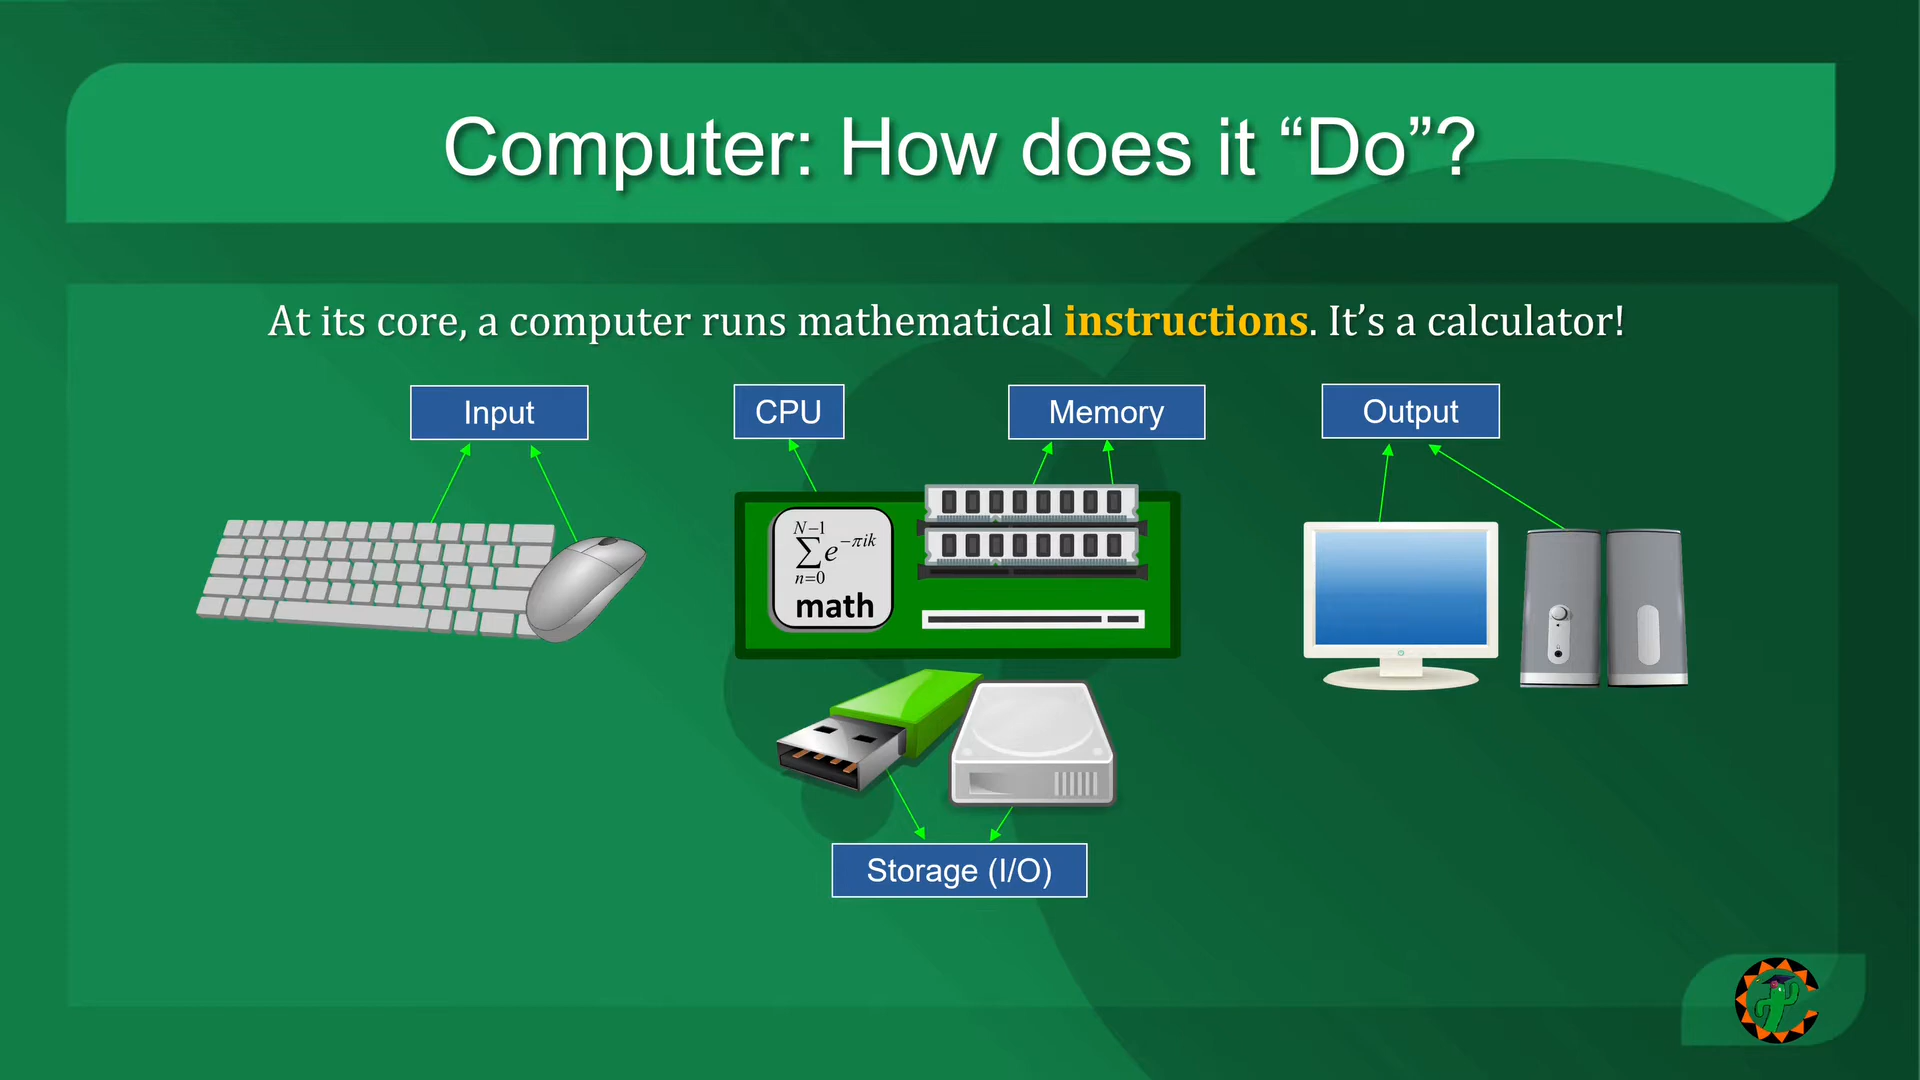 Computer: How does it “Do”?
At its core, a computer runs mathematical instructions. It’s a calculator!
Input
CPU
Memory
Output
N−1
∑ e −πik
n=0
math
Storage (I/O)